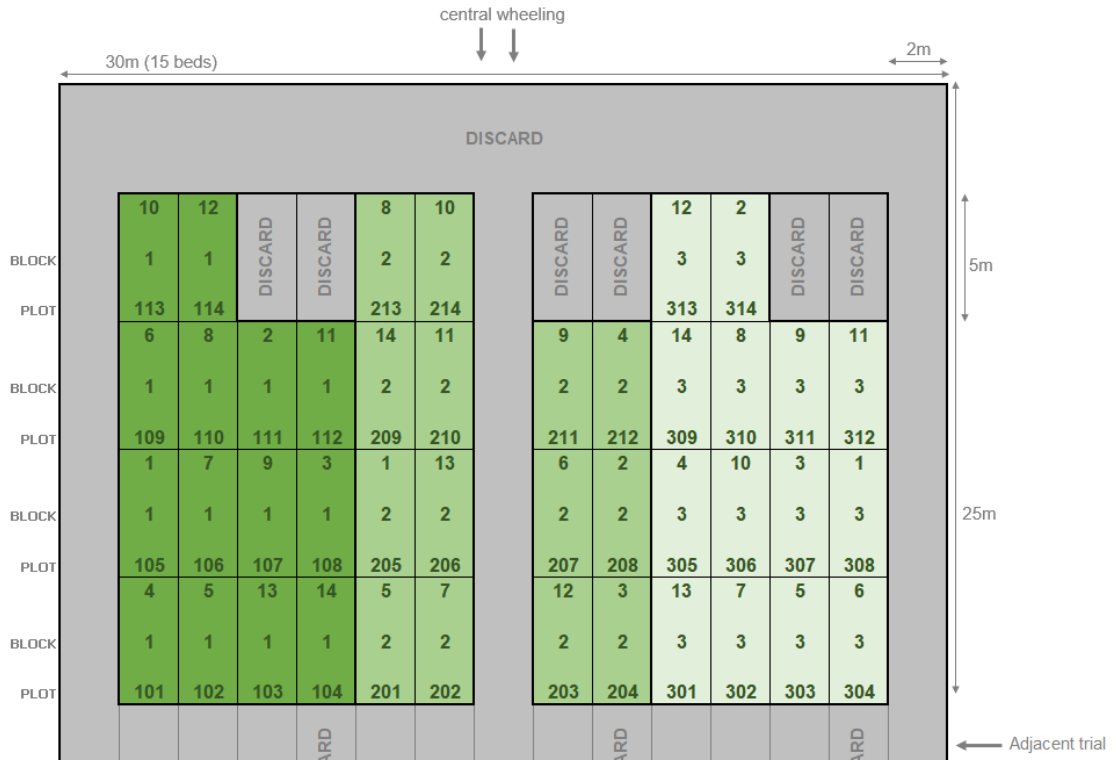 central wheeling
30m (15 beds) 2m
DISCARD
10 12 DISCARD DISCARD 8 10 DISCARD DISCARD 12 2 DISCARD DISCARD
BLOCK 1 1 2 2 3 3 5m
PLOT 113 114 213 214 313 314
6 8 2 11 14 11 9 4 14 8 9 11
BLOCK 1 1 1 1 2 2 2 2 3 3 3 3
PLOT 109 110 111 112 209 210 211 212 309 310 311 312
1 7 9 3 1 13 6 2 4 10 3 1
BLOCK 1 1 1 1 2 2 2 2 3 3 3 3 25m
PLOT 105 106 107 108 205 206 207 208 305 306 307 308
4 5 13 14 5 7 12 3 13 7 5 6
BLOCK 1 1 1 1 2 2 2 2 3 3 3 3
PLOT 101 102 103 104 201 202 203 204 301 302 303 304
Adjacent trial